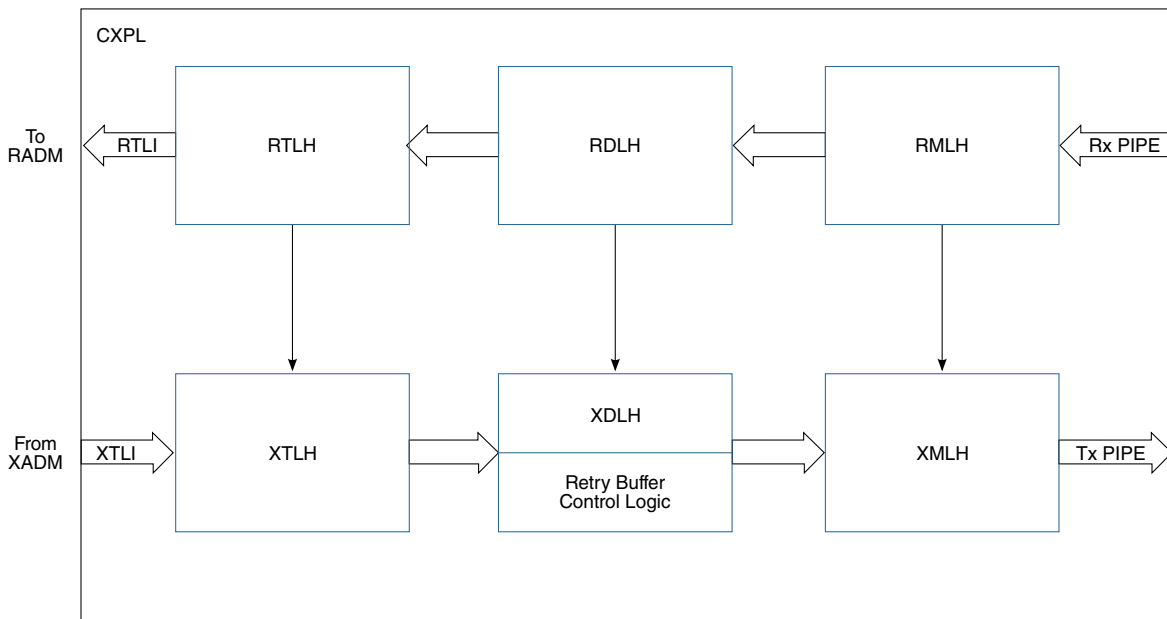 CXPL
To
RADM
RTLI
RTLH
RDLH
RMLH
Rx PIPE
From
XADM
XTLI
XTLH
XDLH
Retry Buffer
Control Logic
XMLH
Tx PIPE